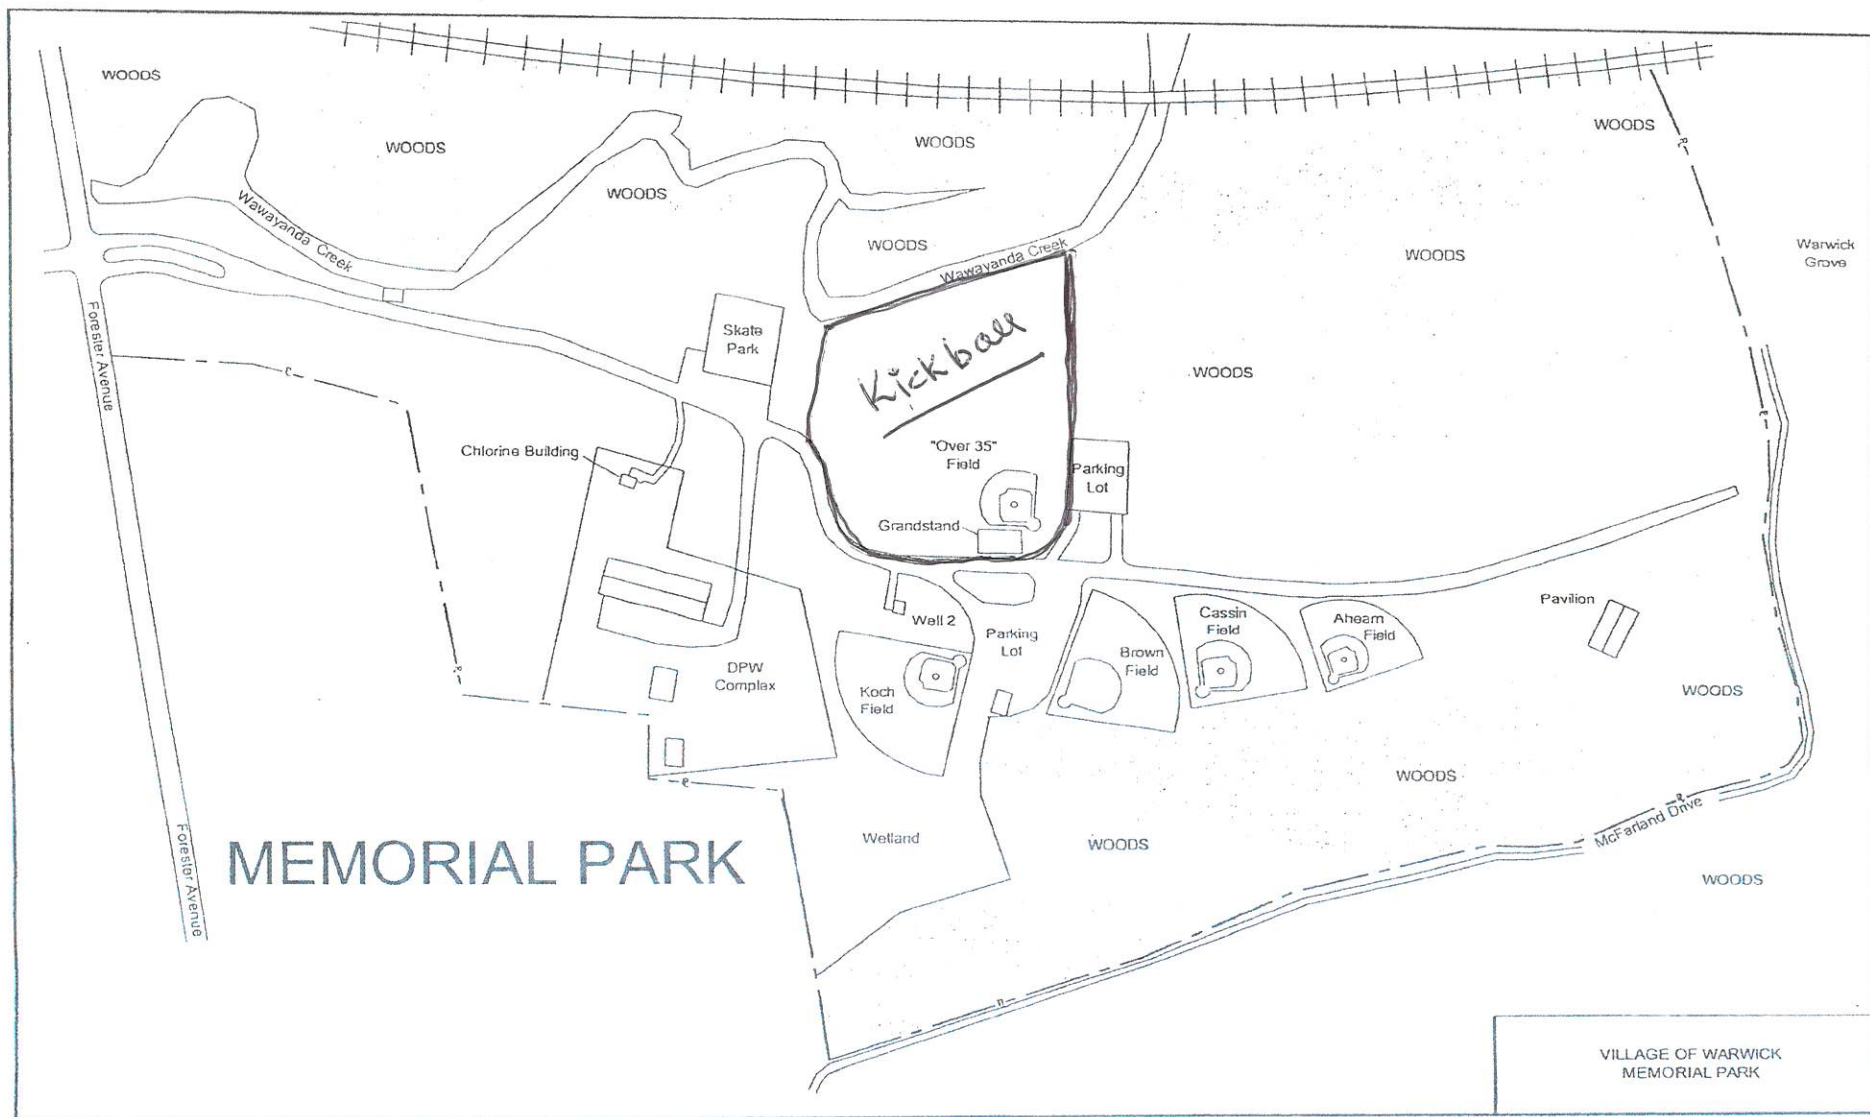 WOODS
WOODS
WOODS
WOODS
WOODS
Wawayanda Creek
WOODS
WOODS
Wawayanda Creek
WOODS
Warwick
Grove
Forester Avenue
Skate
Park
Kickball
WOODS
Chlorine Building
"Over 35"
Field
Parking
Lot
Grandstand
Well 2
Parking
Lot
Cassin
Field
Ahearn
Field
Pavilion
Brown
Field
DPW
Complex
Koch
Field
WOODS
WOODS
McFarland Drive
Wetland
WOODS
WOODS
Forester Avenue
MEMORIAL PARK
VILLAGE OF WARWICK
MEMORIAL PARK